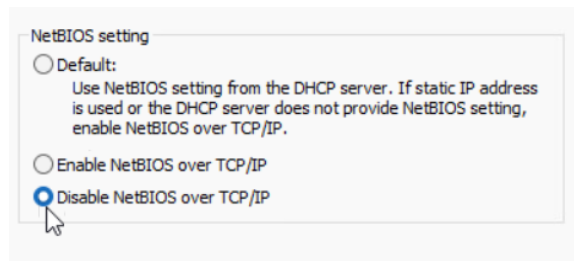 NetBIOS setting
Default:
Use NetBIOS setting from the DHCP server. If static IP address
is used or the DHCP server does not provide NetBIOS setting,
enable NetBIOS over TCP/IP.
Enable NetBIOS over TCP/IP
Disable NetBIOS over TCP/IP